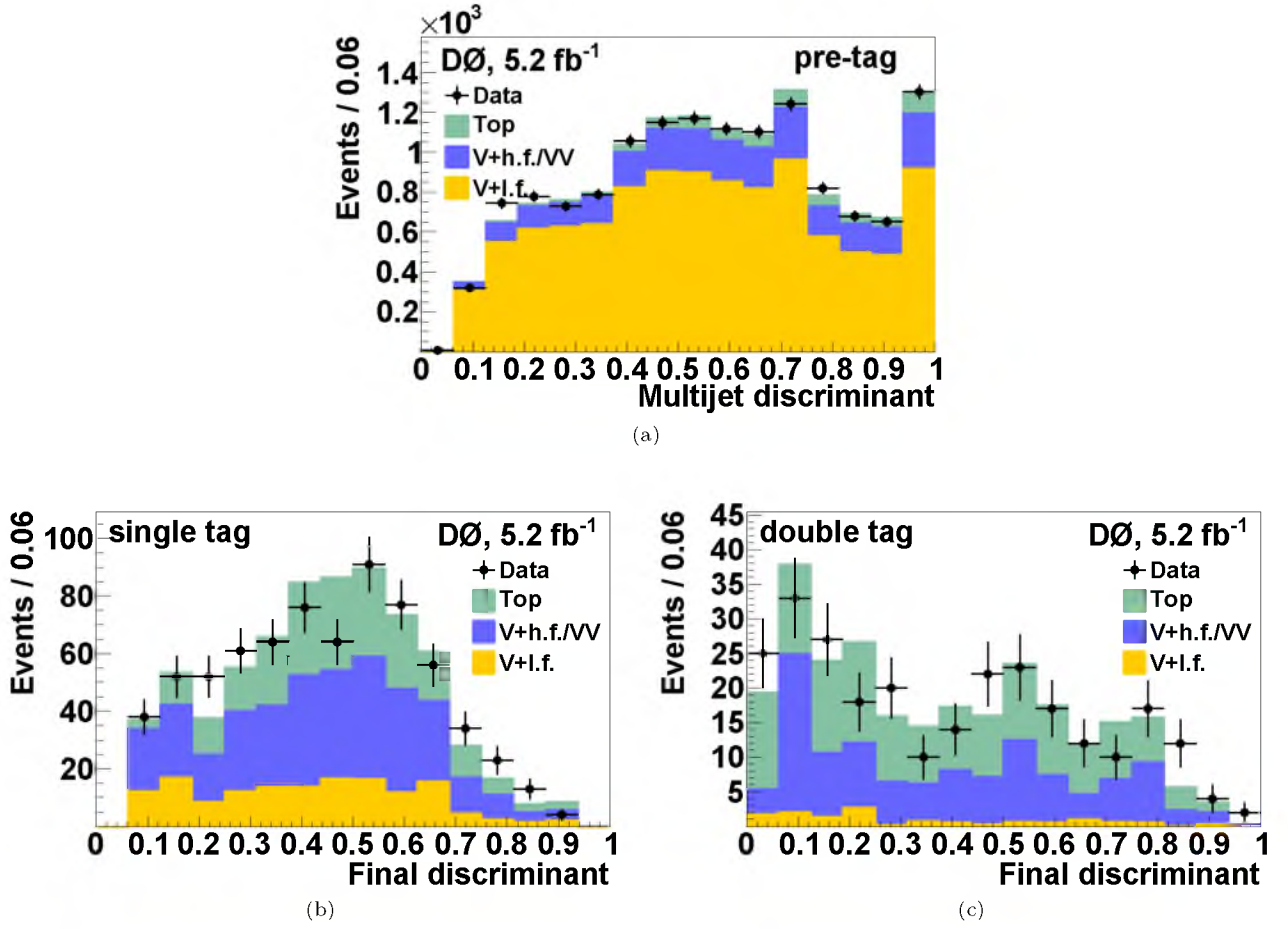 ×10³
Events / 0.06
DØ, 5.2 fb⁻¹
pre-tag
Data
Top
V+h.f./VV
V+l.f.
1.4
1.2
1
0.8
0.6
0.4
0.2
0 0.1 0.2 0.3 0.4 0.5 0.6 0.7 0.8 0.9 1
Multijet discriminant
(a)
Events / 0.06
single tag
DØ, 5.2 fb⁻¹
Data
Top
V+h.f./VV
V+l.f.
100
80
60
40
20
0 0.1 0.2 0.3 0.4 0.5 0.6 0.7 0.8 0.9 1
Final discriminant
(b)
Events / 0.06
double tag
DØ, 5.2 fb⁻¹
Data
Top
V+h.f./VV
V+l.f.
45
40
35
30
25
20
15
10
5
0 0.1 0.2 0.3 0.4 0.5 0.6 0.7 0.8 0.9 1
Final discriminant
(c)